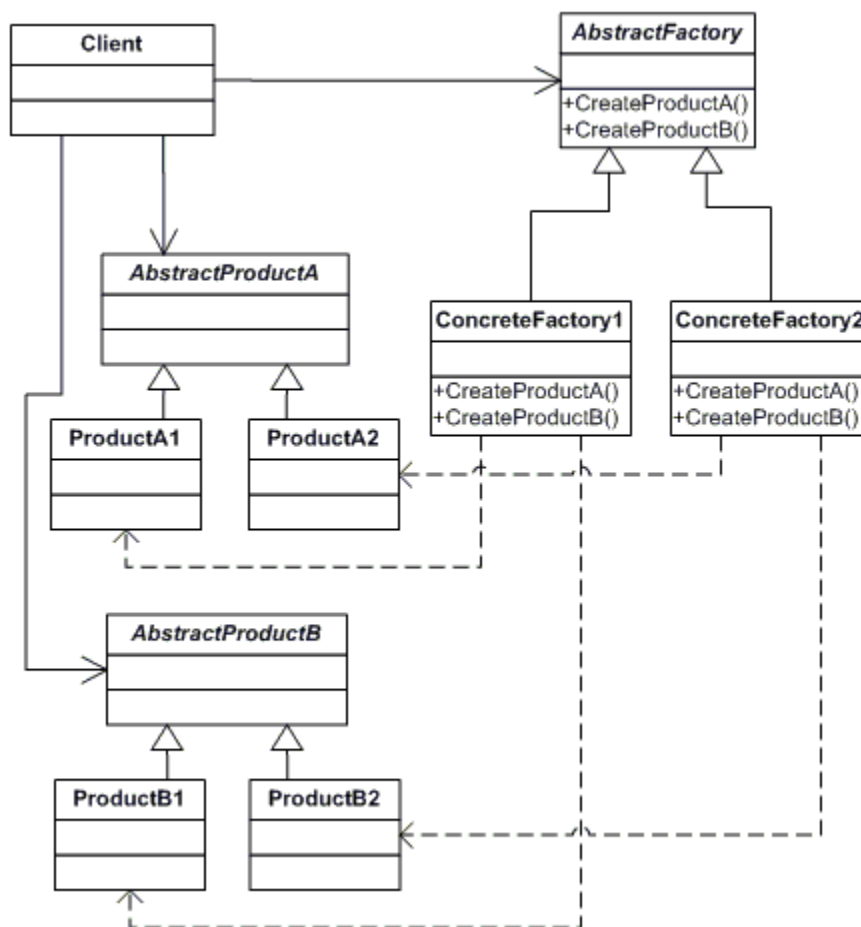 Client
AbstractFactory
+CreateProductA()
+CreateProductB()
AbstractProductA
ConcreteFactory1
+CreateProductA()
+CreateProductB()
ConcreteFactory2
+CreateProductA()
+CreateProductB()
ProductA1
ProductA2
AbstractProductB
ProductB1
ProductB2